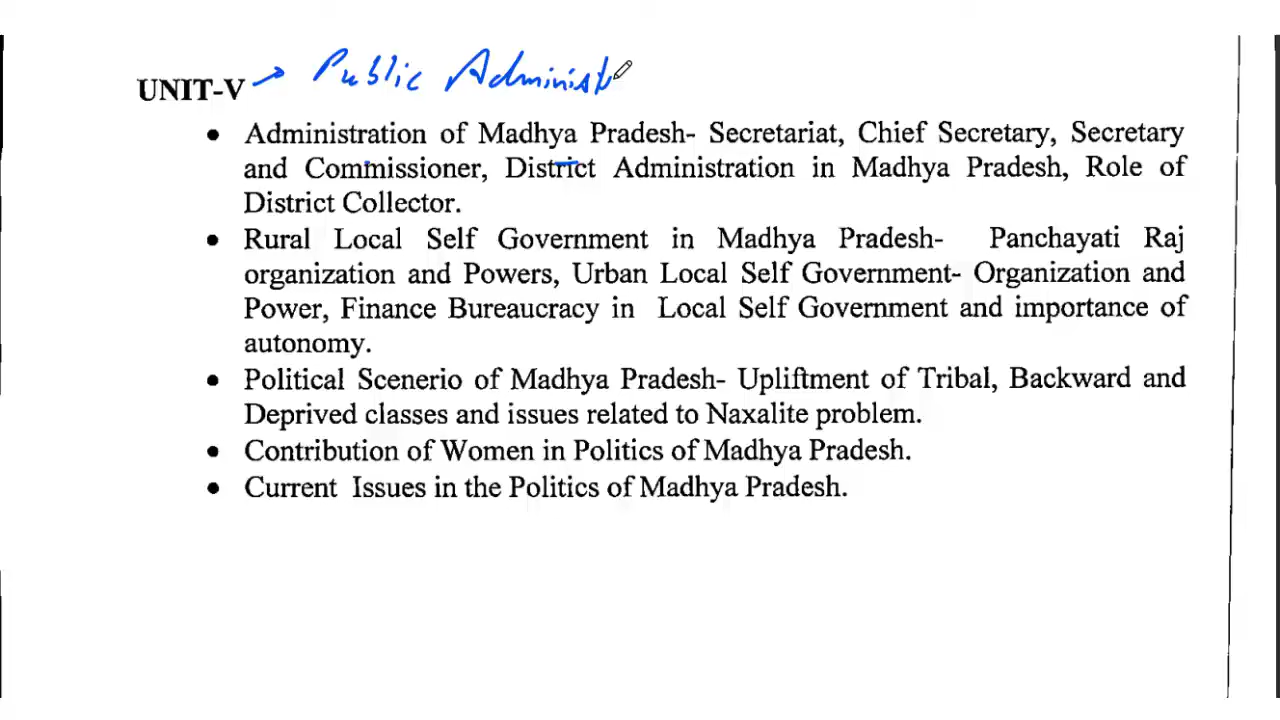 UNIT-V → Public Administ
• Administration of Madhya Pradesh- Secretariat, Chief Secretary, Secretary
and Commissioner, District Administration in Madhya Pradesh, Role of
District Collector.
• Rural Local Self Government in Madhya Pradesh- Panchayati Raj
organization and Powers, Urban Local Self Government- Organization and
Power, Finance Bureaucracy in Local Self Government and importance of
autonomy.
• Political Scenerio of Madhya Pradesh- Upliftment of Tribal, Backward and
Deprived classes and issues related to Naxalite problem.
• Contribution of Women in Politics of Madhya Pradesh.
• Current Issues in the Politics of Madhya Pradesh.